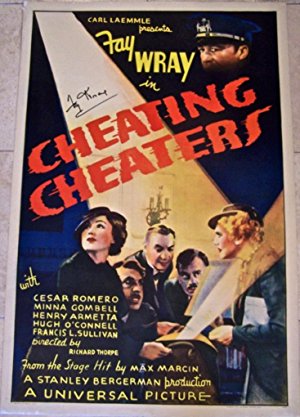 CARL LAEMMLE
presents
Fay
WRAY
in
CHEATING
CHEATERS
with
CESAR ROMERO
MINNA GOMBELL
HENRY ARMETTA
HUGH O'CONNELL
FRANCIS L. SULLIVAN
directed by
RICHARD THORPE
From the Stage Hit by MAX MARCIN
A STANLEY BERGERMAN production
A UNIVERSAL PICTURE